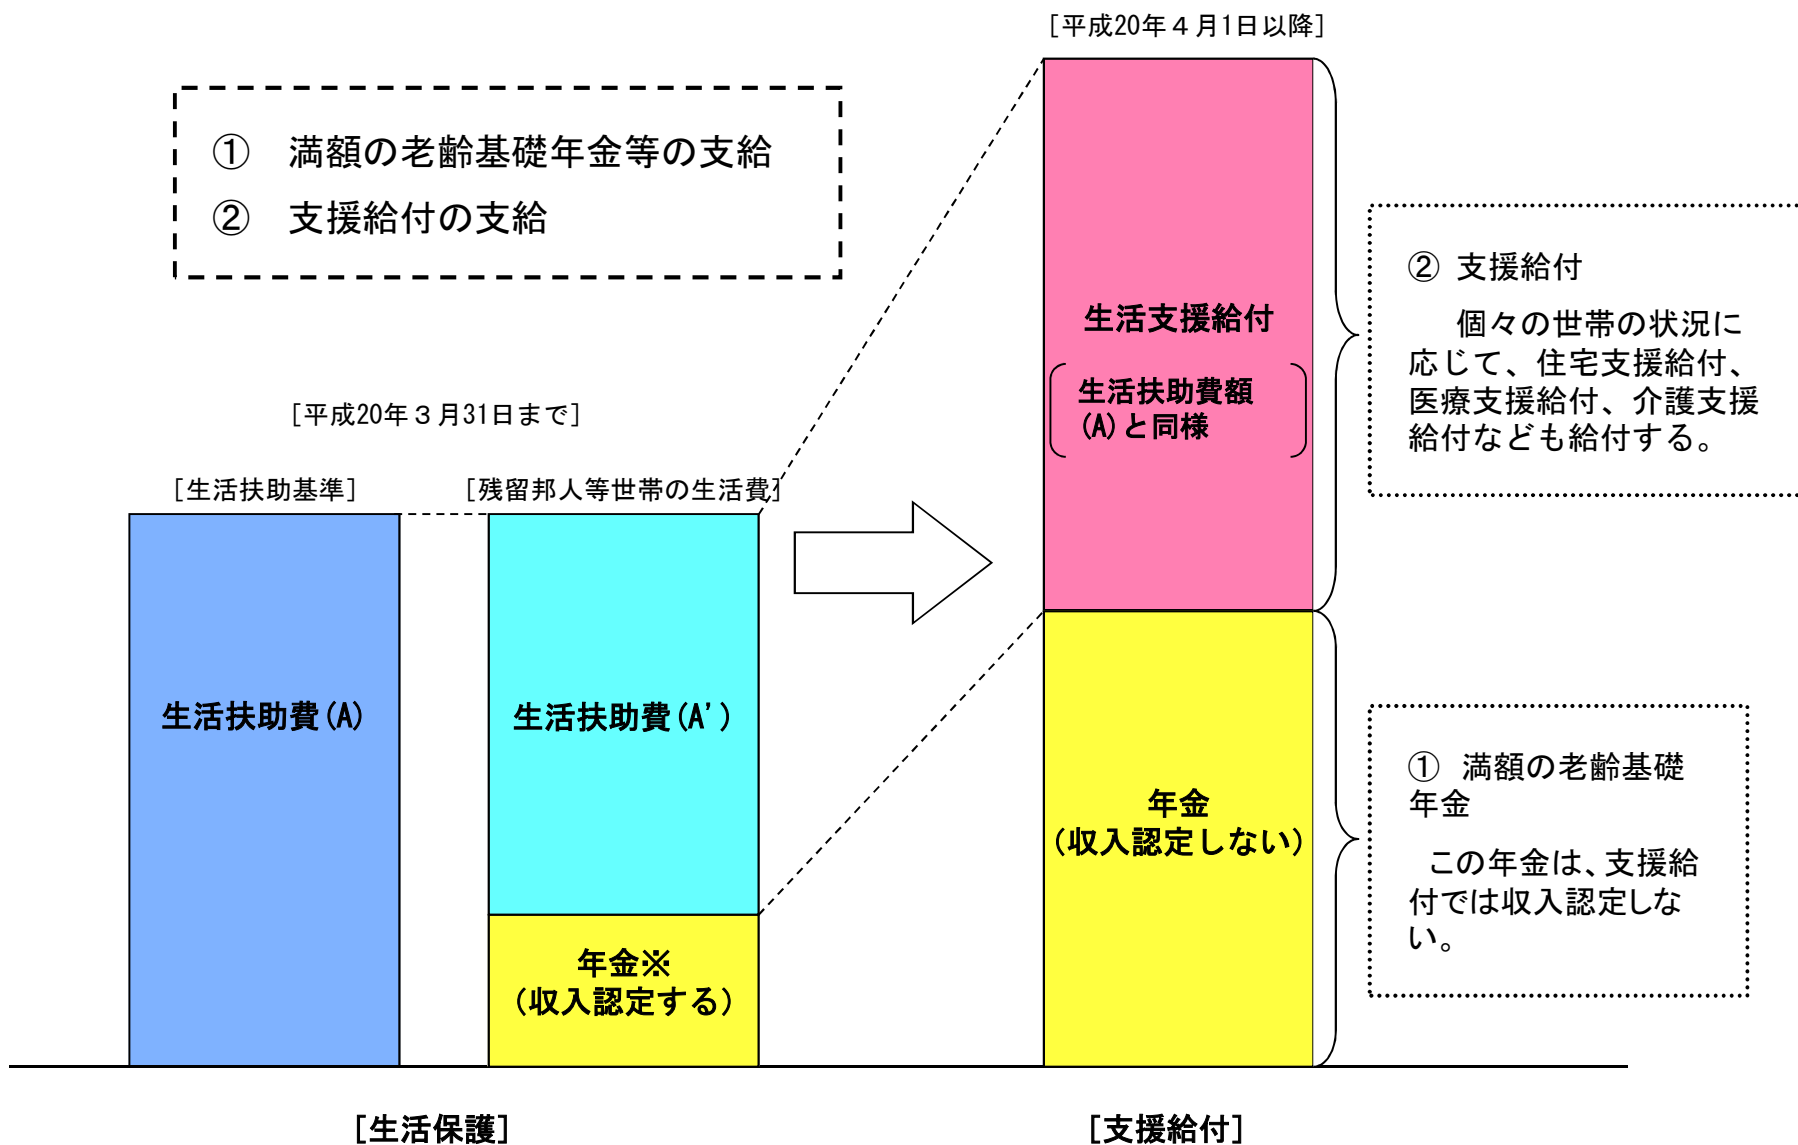 [平成20年４月1日以降]
① 満額の老齢基礎年金等の支給
② 支援給付の支給
[平成20年３月31日まで]
[生活扶助基準]
[残留邦人等世帯の生活費]
生活扶助費(A)
生活扶助費(A')
年金※
(収入認定する)
生活支援給付
生活扶助費額
(A)と同様
年金
(収入認定しない)
② 支援給付
個々の世帯の状況に
応じて、住宅支援給付、
医療支援給付、介護支援
給付なども給付する。
① 満額の老齢基礎
年金
この年金は、支援給
付では収入認定しな
い。
[生活保護]
[支援給付]